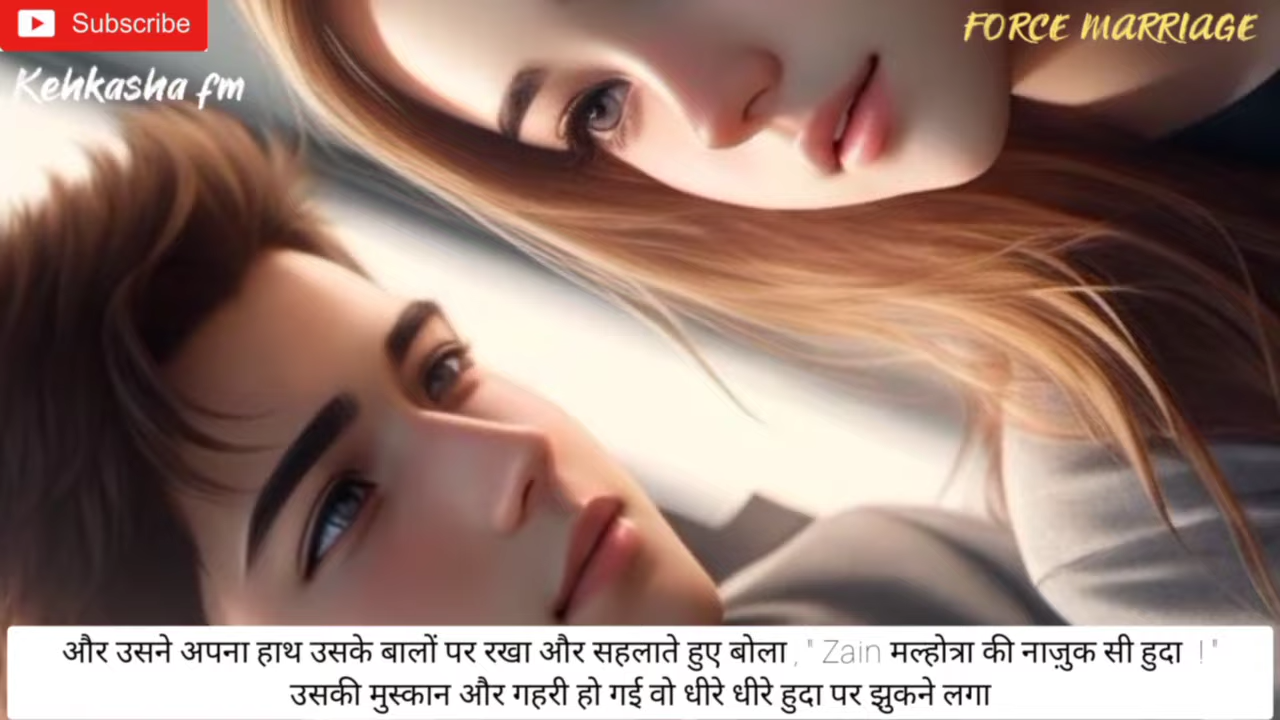 Subscribe
FORCE MARRIAGE
Kehkasha fm
और उसने अपना हाथ उसके बालों पर रखा और सहलाते हुए बोला , " Zain मल्होत्रा की नाज़ुक सी हुदा ! "
उसकी मुस्कान और गहरी हो गई वो धीरे धीरे हुदा पर झुकने लगा